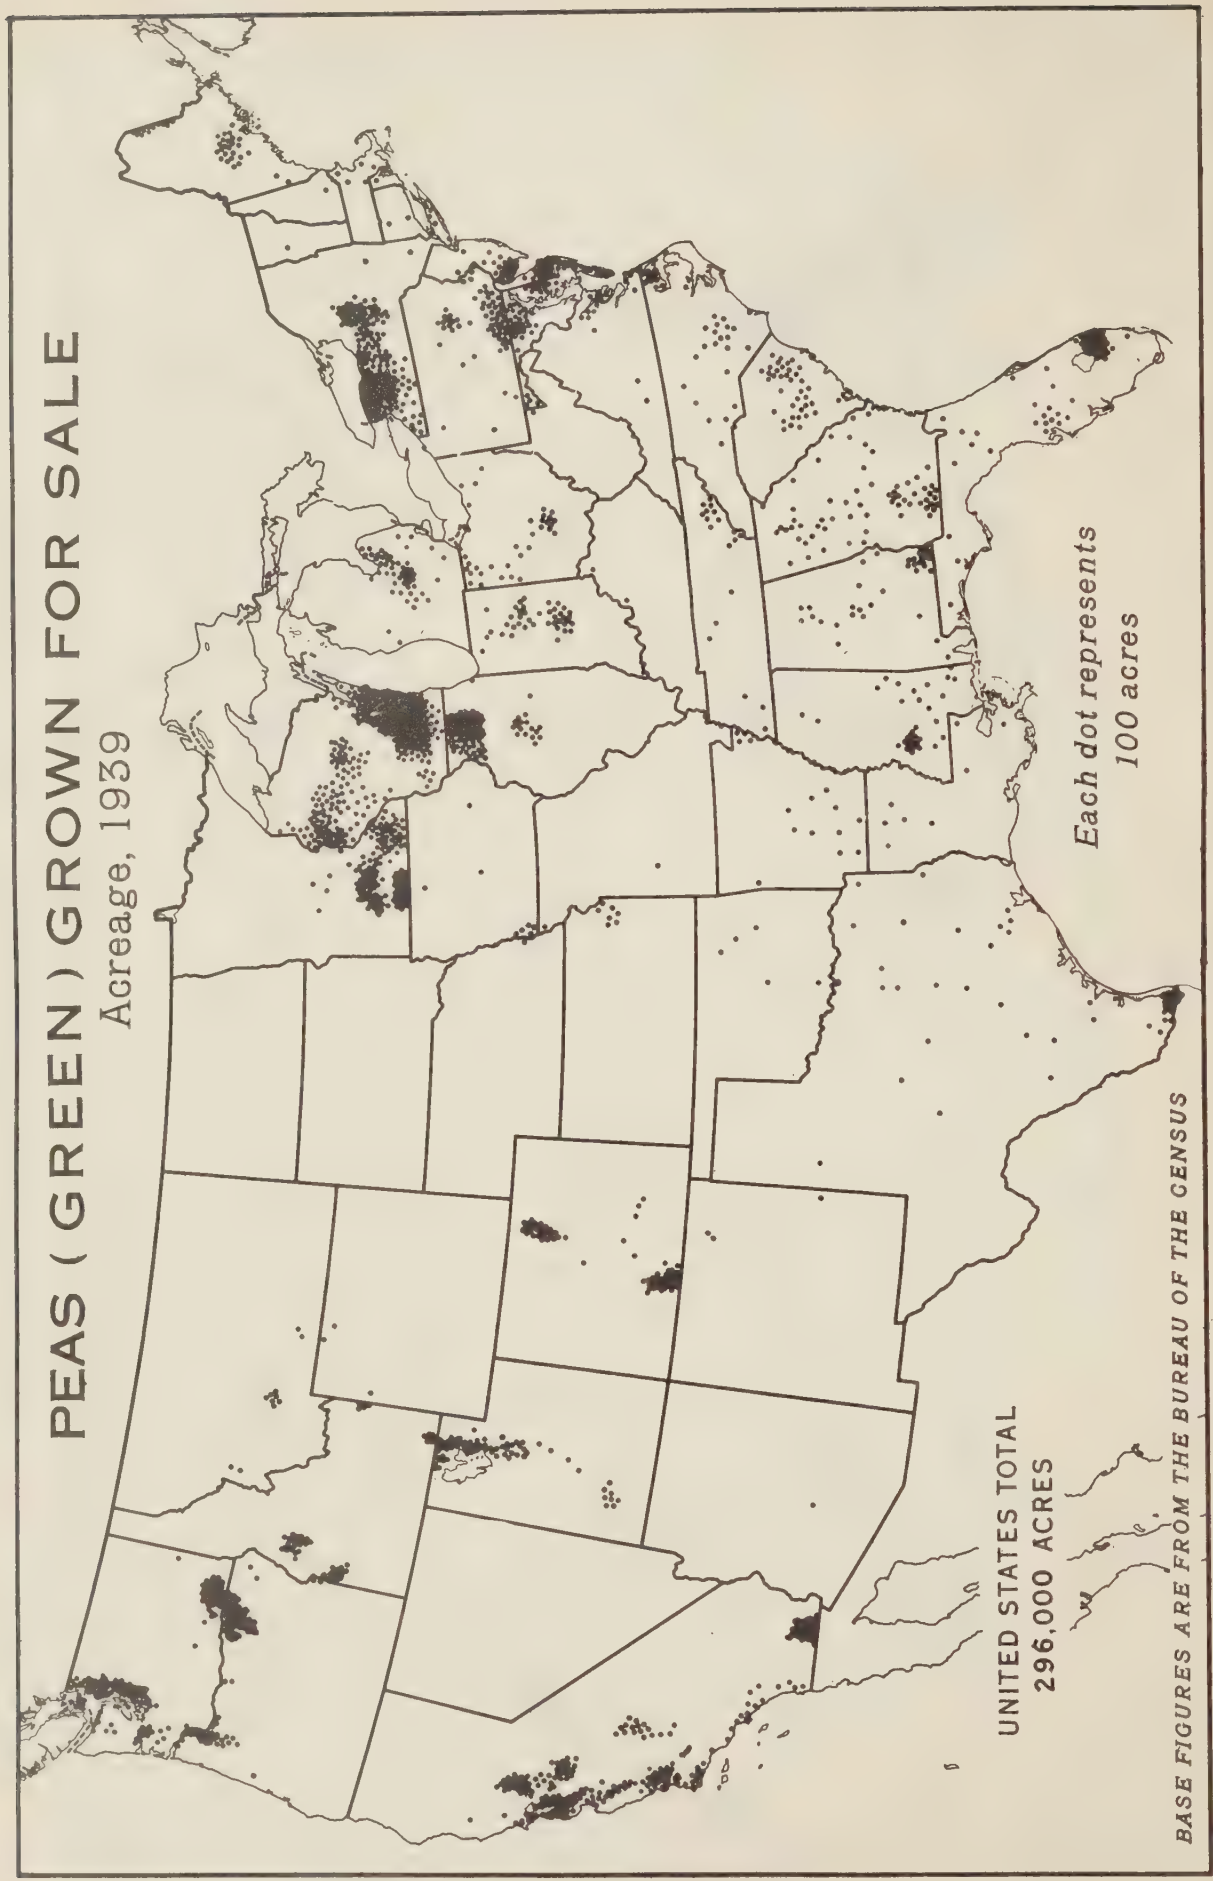 PEAS (GREEN) GROWN FOR SALE
Acreage, 1939
Each dot represents
100 acres
UNITED STATES TOTAL
296,000 ACRES
BASE FIGURES ARE FROM THE BUREAU OF THE CENSUS